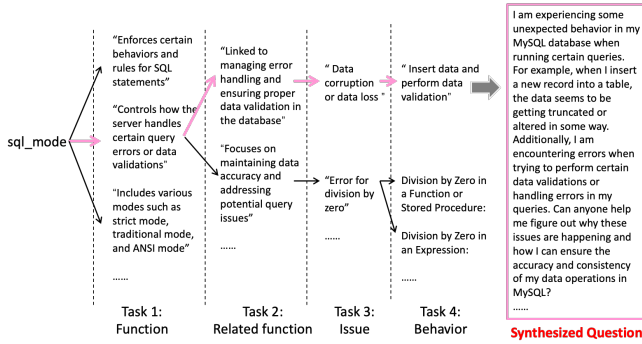 sql_mode
“Enforces certain
behaviors and
rules for SQL
statements”
“Controls how the
server handles
certain query
errors or data
validations"
“Includes various
modes such as
strict mode,
traditional mode,
and ANSI mode”
......
Task 1:
Function
“Linked to
managing error
handling and
ensuring proper
data validation
in the database"
“Focuses on
maintaining data
accuracy and
addressing
potential query
issues”
......
Task 2:
Related function
“ Data
corruption
or data loss "
“Error for
division by
zero”
......
Task 3:
Issue
“ Insert data and
perform data
validation"
Division by Zero in
a Function or
Stored Procedure:
Division by Zero in
an Expression:
......
Task 4:
Behavior
I am experiencing some
unexpected behavior in my
MySQL database when
running certain queries.
For example, when I insert
a new record into a table,
the data seems to be
getting truncated or
altered in some way.
Additionally, I am
encountering errors when
trying to perform certain
data validations or
handling errors in my
queries. Can anyone help
me figure out why these
issues are happening and
how I can ensure the
accuracy and consistency
of my data operations in
MySQL?
......
Synthesized Question